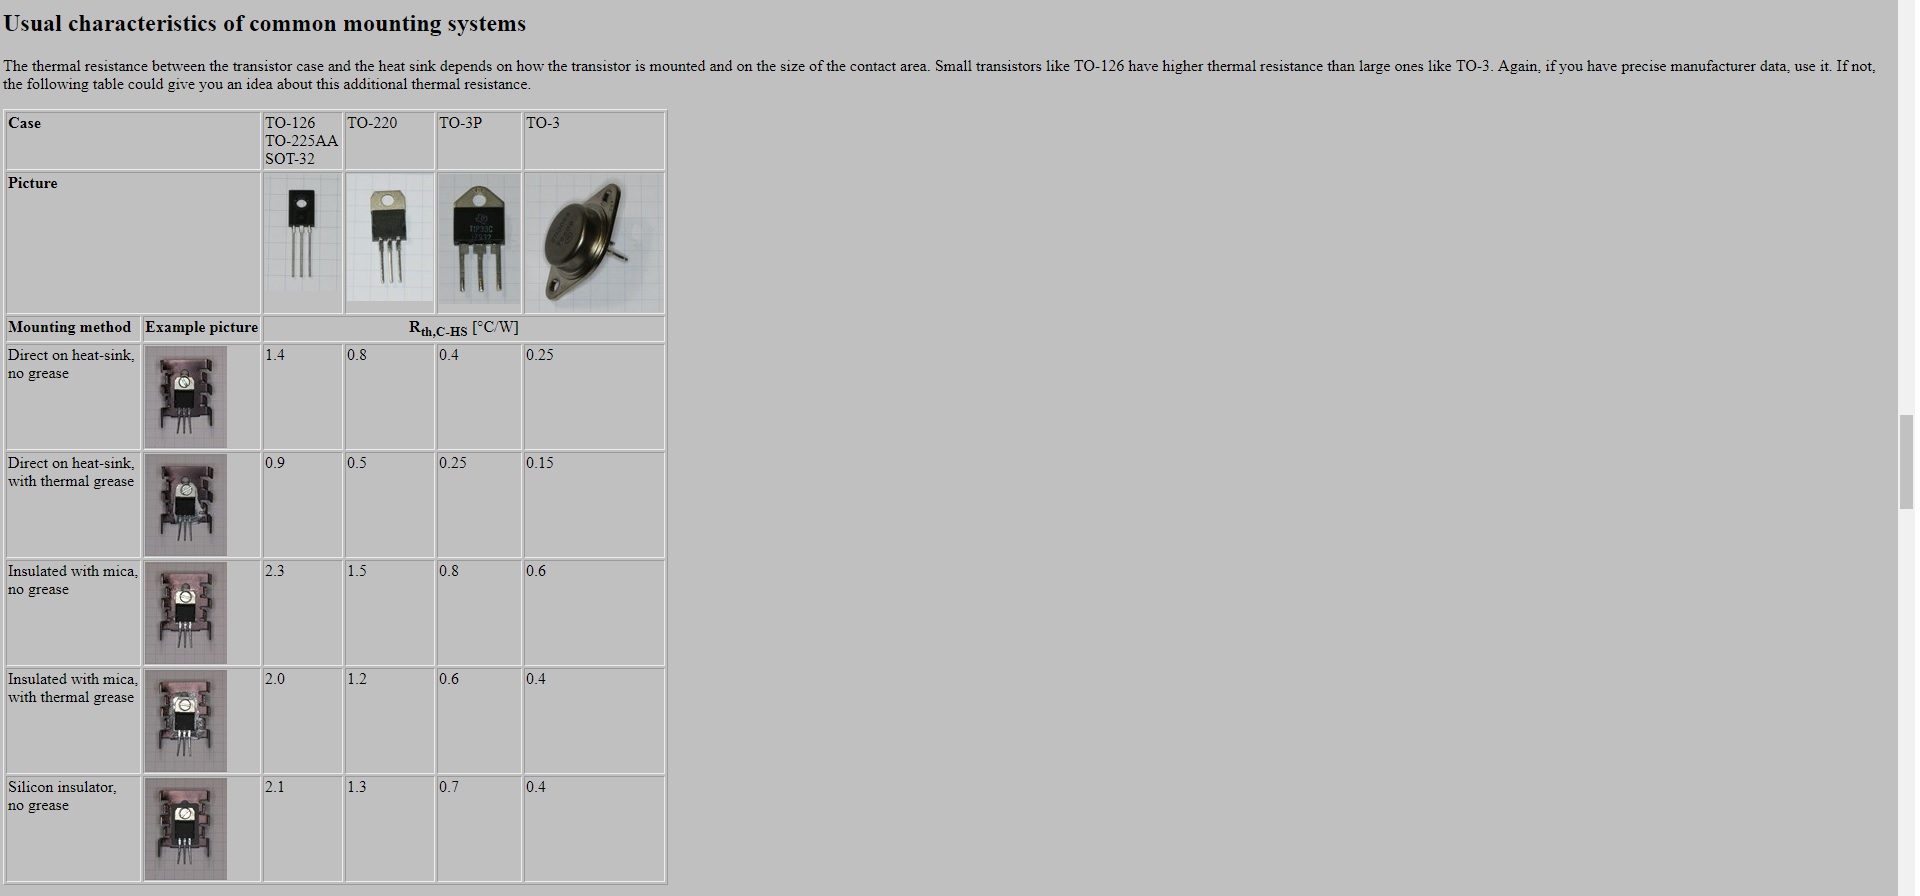 Usual characteristics of common mounting systems
The thermal resistance between the transistor case and the heat sink depends on how the transistor is mounted and on the size of the contact area. Small transistors like TO-126 have higher thermal resistance than large ones like TO-3. Again, if you have precise manufacturer data, use it. If not,
the following table could give you an idea about this additional thermal resistance.
Case
TO-126
TO-225AA
SOT-32
TO-220
TO-3P
TO-3
Picture
TIP33C
Mounting method Example picture Rth,C-HS [°C/W]
Direct on heat-sink,
no grease
1.4 0.8 0.4 0.25
Direct on heat-sink,
with thermal grease
0.9 0.5 0.25 0.15
Insulated with mica,
no grease
2.3 1.5 0.8 0.6
Insulated with mica,
with thermal grease
2.0 1.2 0.6 0.4
Silicon insulator,
no grease
2.1 1.3 0.7 0.4